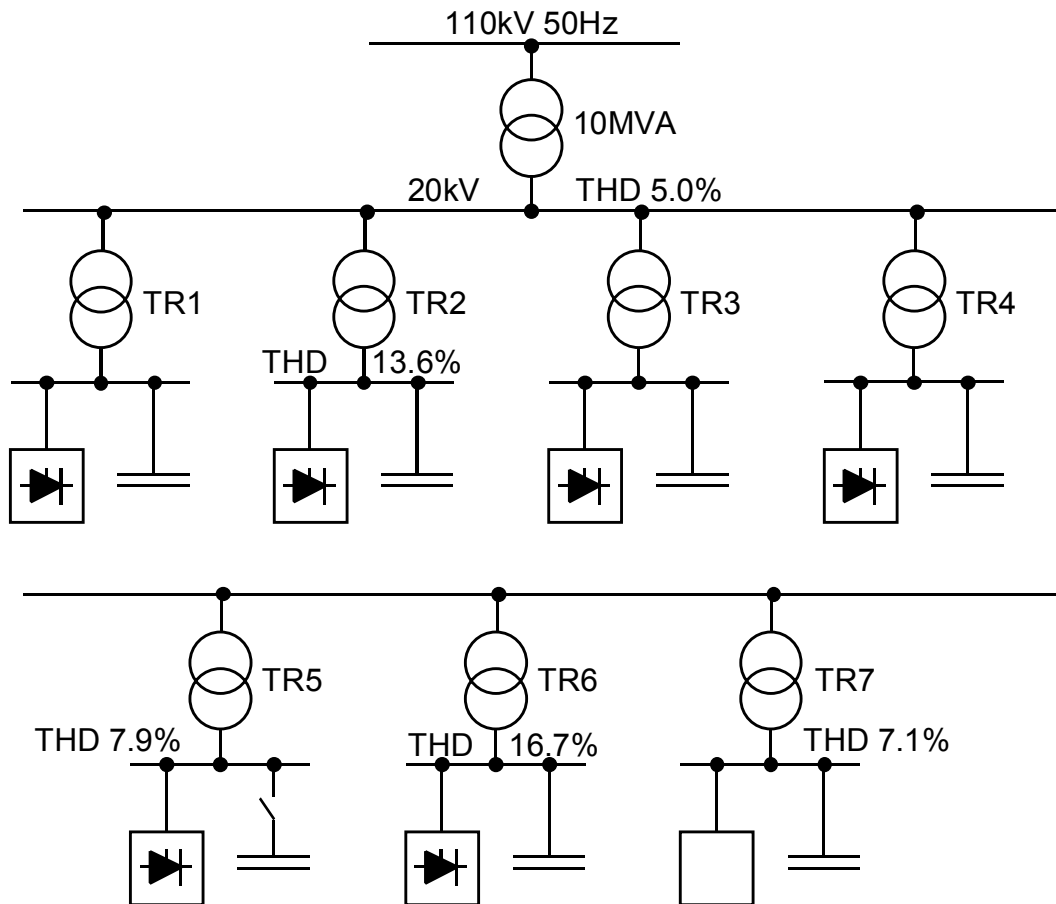 110kV 50Hz
10MVA
20kV THD 5.0%
TR1 TR2 TR3 TR4
THD 13.6%
TR5 TR6 TR7
THD 7.9% THD 16.7% THD 7.1%